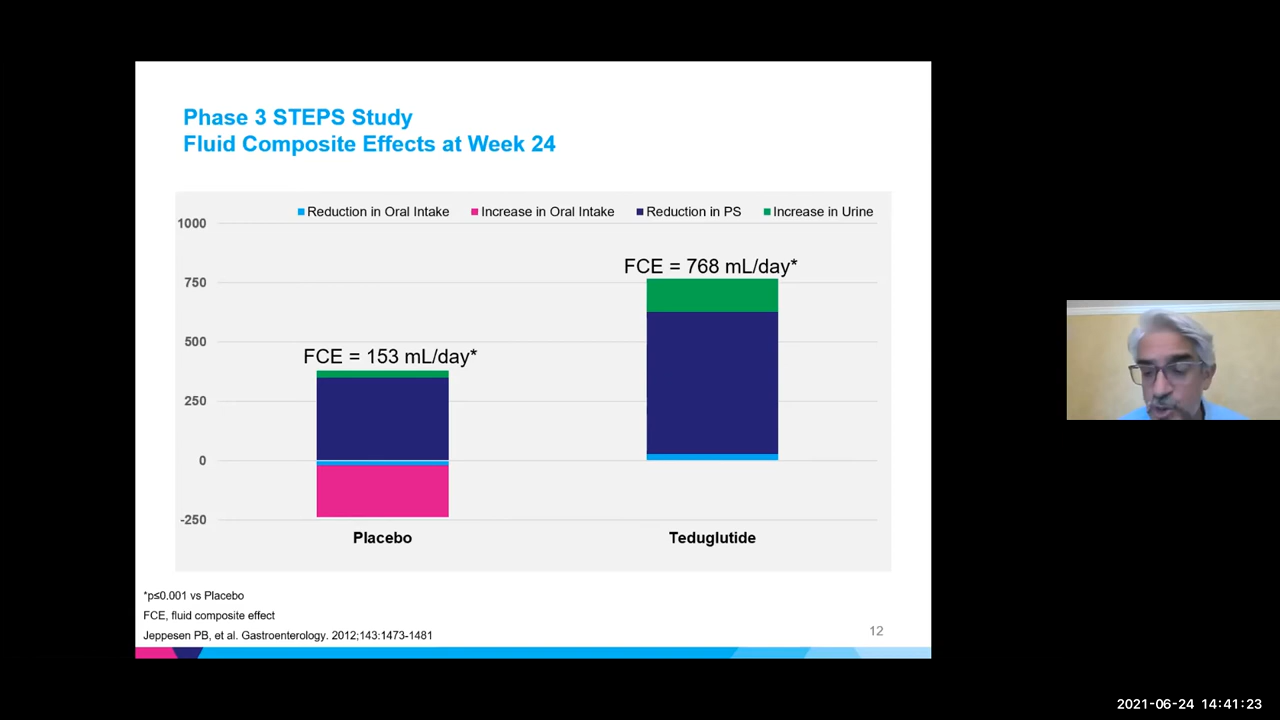 Phase 3 STEPS Study
Fluid Composite Effects at Week 24
Reduction in Oral Intake Increase in Oral Intake Reduction in PS Increase in Urine
1000
750
500
250
0
-250
FCE = 153 mL/day*
FCE = 768 mL/day*
Placebo
Teduglutide
*p≤0.001 vs Placebo
FCE, fluid composite effect
Jeppesen PB, et al. Gastroenterology. 2012;143:1473-1481
12
2021-06-24 14:41:23